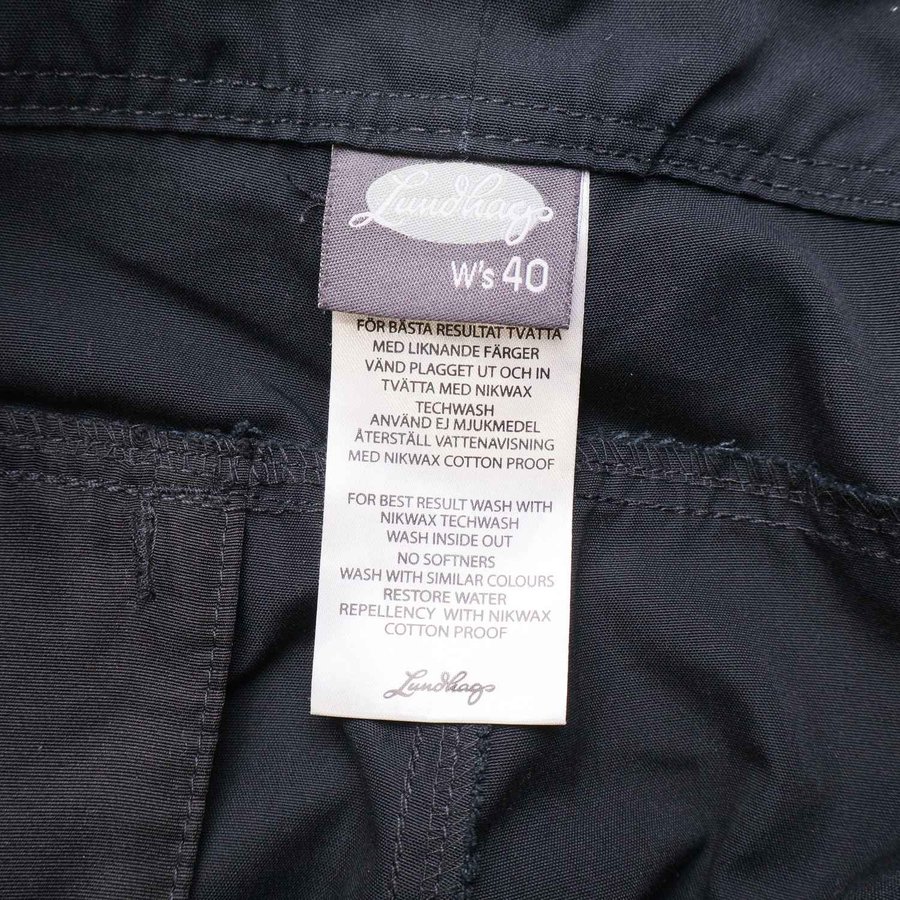 Lundhags
W's 40
FÖR BÄSTA RESULTAT TVÄTTA
MED LIKNANDE FÄRGER
VÄND PLAGGET UT OCH IN
TVÄTTA MED NIKWAX
TECHWASH
ANVÄND EJ MJUKMEDEL
ÅTERSTÄLL VATTENAVISNING
MED NIKWAX COTTON PROOF
FOR BEST RESULT WASH WITH
NIKWAX TECHWASH
WASH INSIDE OUT
NO SOFTNERS
WASH WITH SIMILAR COLOURS
RESTORE WATER
REPELLENCY WITH NIKWAX
COTTON PROOF
Lundhags